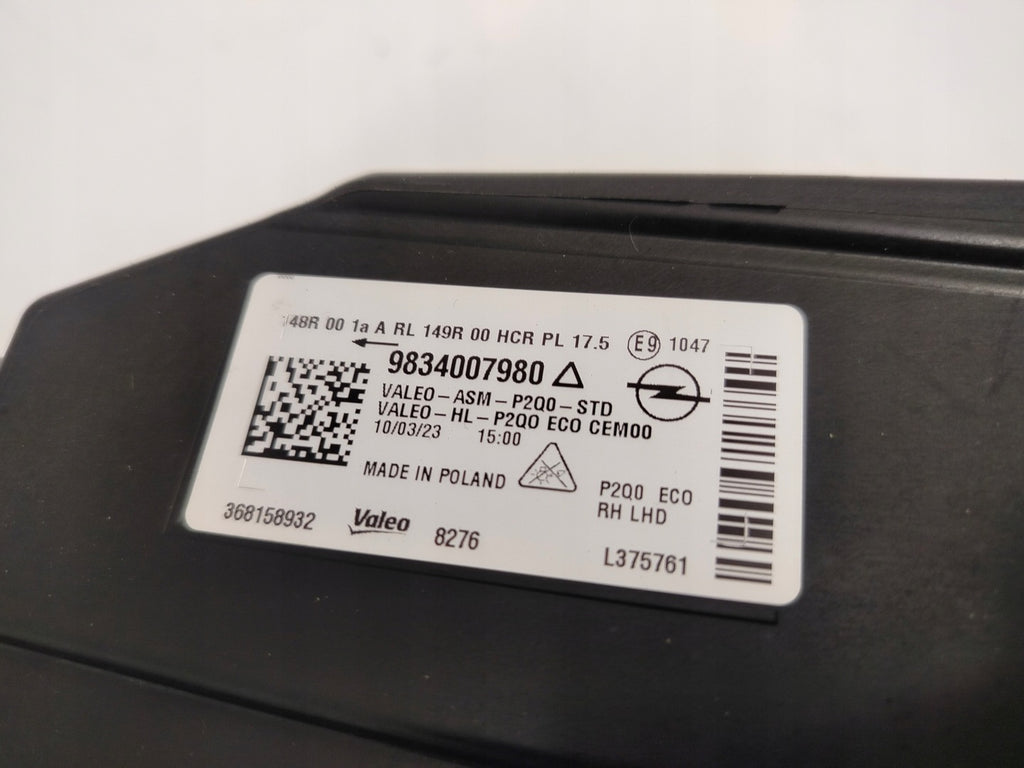 48R 00 1a A RL 149R 00 HCR PL 17.5 E9 1047
9834007980
VALEO-ASM-P2Q0-STD
VALEO-HL-P2Q0 ECO CEM00
10/03/23 15:00
MADE IN POLAND
P2Q0 ECO
RH LHD
368158932 Valeo 8276
L375761